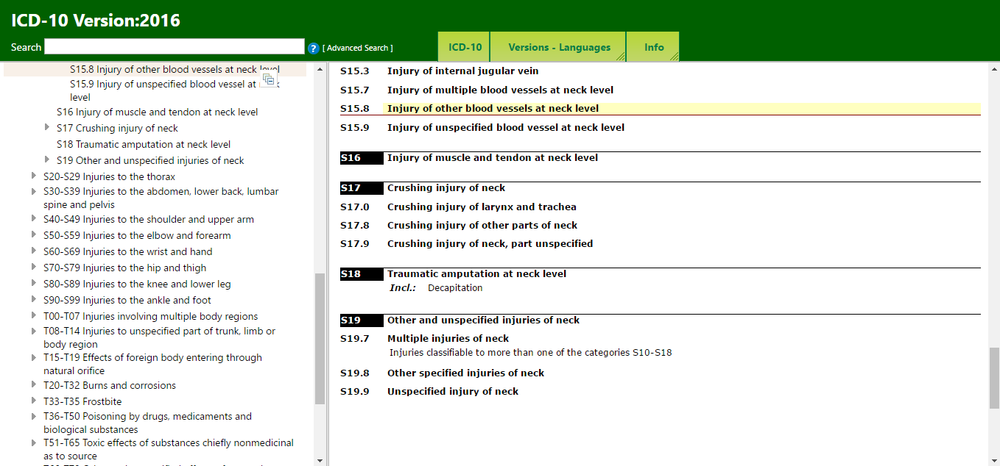 ICD-10 Version:2016
Search
? [ Advanced Search ]
ICD-10
Versions - Languages
Info
S15.8 Injury of other blood vessels at neck level
S15.9 Injury of unspecified blood vessel at
level
S16 Injury of muscle and tendon at neck level
S17 Crushing injury of neck
S18 Traumatic amputation at neck level
S19 Other and unspecified injuries of neck
S20-S29 Injuries to the thorax
S30-S39 Injuries to the abdomen, lower back, lumbar
spine and pelvis
S40-S49 Injuries to the shoulder and upper arm
S50-S59 Injuries to the elbow and forearm
S60-S69 Injuries to the wrist and hand
S70-S79 Injuries to the hip and thigh
S80-S89 Injuries to the knee and lower leg
S90-S99 Injuries to the ankle and foot
T00-T07 Injuries involving multiple body regions
T08-T14 Injuries to unspecified part of trunk, limb or
body region
T15-T19 Effects of foreign body entering through
natural orifice
T20-T32 Burns and corrosions
T33-T35 Frostbite
T36-T50 Poisoning by drugs, medicaments and
biological substances
T51-T65 Toxic effects of substances chiefly nonmedicinal
as to source
S15.3 Injury of internal jugular vein
S15.7 Injury of multiple blood vessels at neck level
S15.8 Injury of other blood vessels at neck level
S15.9 Injury of unspecified blood vessel at neck level
S16 Injury of muscle and tendon at neck level
S17 Crushing injury of neck
S17.0 Crushing injury of larynx and trachea
S17.8 Crushing injury of other parts of neck
S17.9 Crushing injury of neck, part unspecified
S18 Traumatic amputation at neck level
Incl.: Decapitation
S19 Other and unspecified injuries of neck
S19.7 Multiple injuries of neck
Injuries classifiable to more than one of the categories S10-S18
S19.8 Other specified injuries of neck
S19.9 Unspecified injury of neck